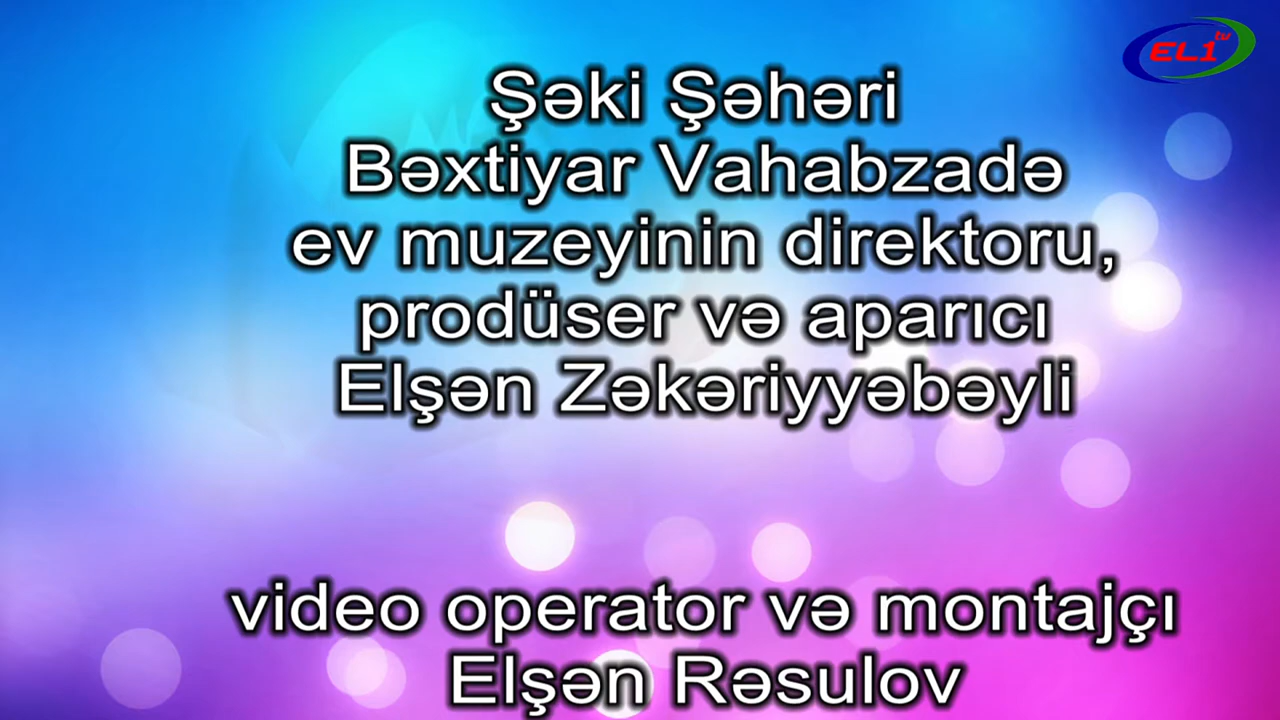 EL1 tv
Şəki Şəhəri
Bəxtiyar Vahabzadə
ev muzeyinin direktoru,
prodüser və aparıcı
Elşən Zəkəriyyəbəyli
video operator və montajçı
Elşən Rəsulov